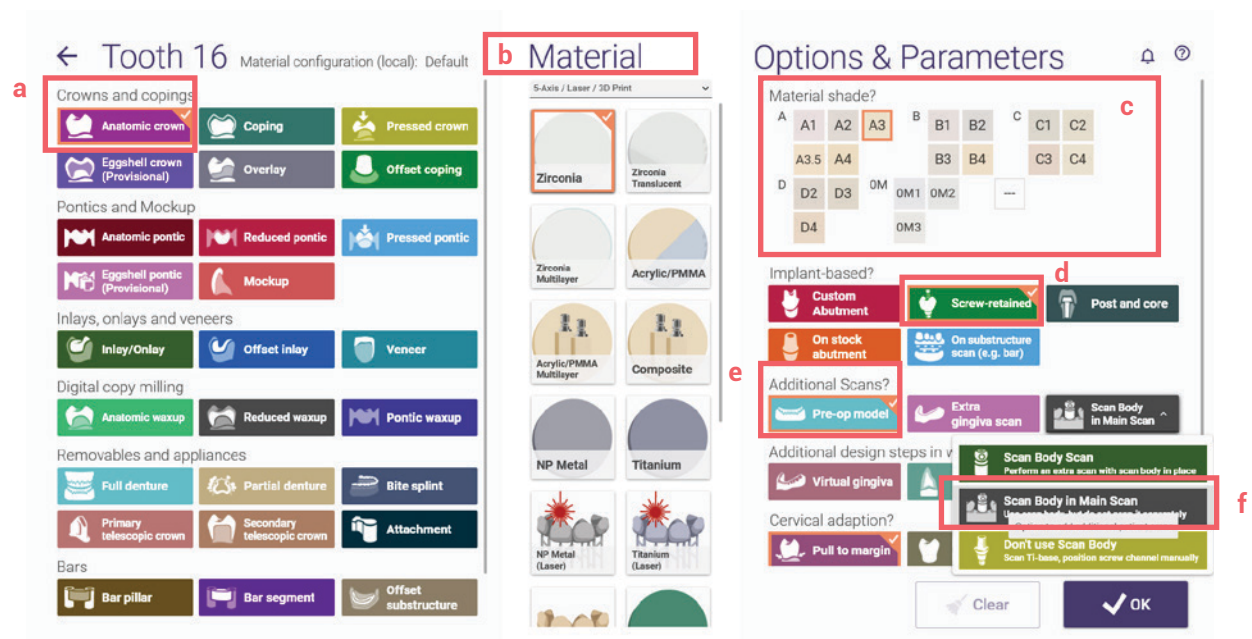 ← Tooth 16 Material configuration (local): Default
a
Crowns and copings
Anatomic crown
Coping
Pressed crown
Eggshell crown
(Provisional)
Overlay
Offset coping
Pontics and Mockup
Anatomic pontic
Reduced pontic
Pressed pontic
Eggshell pontic
(Provisional)
Mockup
Inlays, onlays and veneers
Inlay/Onlay
Offset inlay
Veneer
Digital copy milling
Anatomic waxup
Reduced waxup
Pontic waxup
Removables and appliances
Full denture
Partial denture
Bite splint
Primary
telescopic crown
Secondary
telescopic crown
Attachment
Bars
Bar pillar
Bar segment
Offset
substructure
b Material
5-Axis / Laser / 3D Print
Zirconia
Zirconia
Translucent
Zirconia
Multilayer
Acrylic/PMMA
Acrylic/PMMA
Multilayer
Composite
NP Metal
Titanium
NP Metal
(Laser)
Titanium
(Laser)
Options & Parameters
Material shade?
c
A A1 A2 A3 B B1 B2 C C1 C2
A3.5 A4 B3 B4 C3 C4
D D2 D3 0M 0M1 0M2 ---
D4 0M3
d
Implant-based?
Custom
Abutment
Screw-retained
Post and core
On stock
abutment
On substructure
scan (e.g. bar)
e
Additional Scans?
Pre-op model
Extra
gingiva scan
Scan Body
in Main Scan
Additional design steps in
Virtual gingiva
Scan Body Scan
Perform an extra scan with scan body in place
f
Scan Body in Main Scan
Cervical adaption?
Pull to margin
Don't use Scan Body
Scan Ti-base, position screw channel manually
Clear
OK